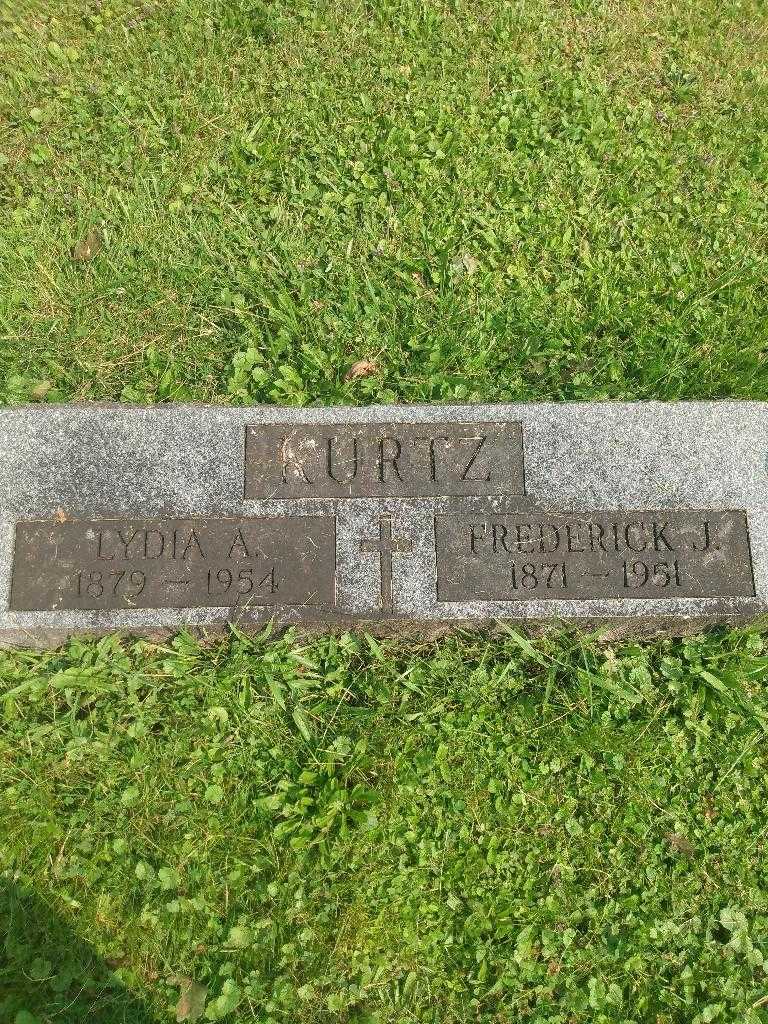 KURTZ
LYDIA A.
1879 — 1954
FREDERICK J.
1871 — 1951